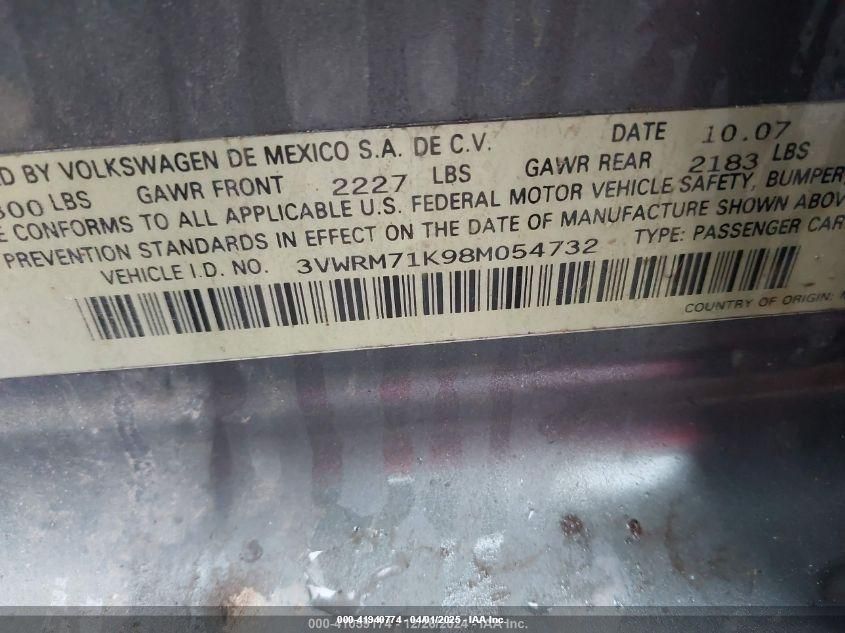 D BY VOLKSWAGEN DE MEXICO S.A. DE C.V. DATE 10.07
300 LBS GAWR FRONT 2227 LBS GAWR REAR 2183 LBS
E CONFORMS TO ALL APPLICABLE U.S. FEDERAL MOTOR VEHICLE SAFETY, BUMPER,
PREVENTION STANDARDS IN EFFECT ON THE DATE OF MANUFACTURE SHOWN ABOV
VEHICLE I.D. NO. 3VWRM71K98M054732 TYPE: PASSENGER CAR
COUNTRY OF ORIGIN: M
000-41940774 - 04/01/2025 - IAA Inc.